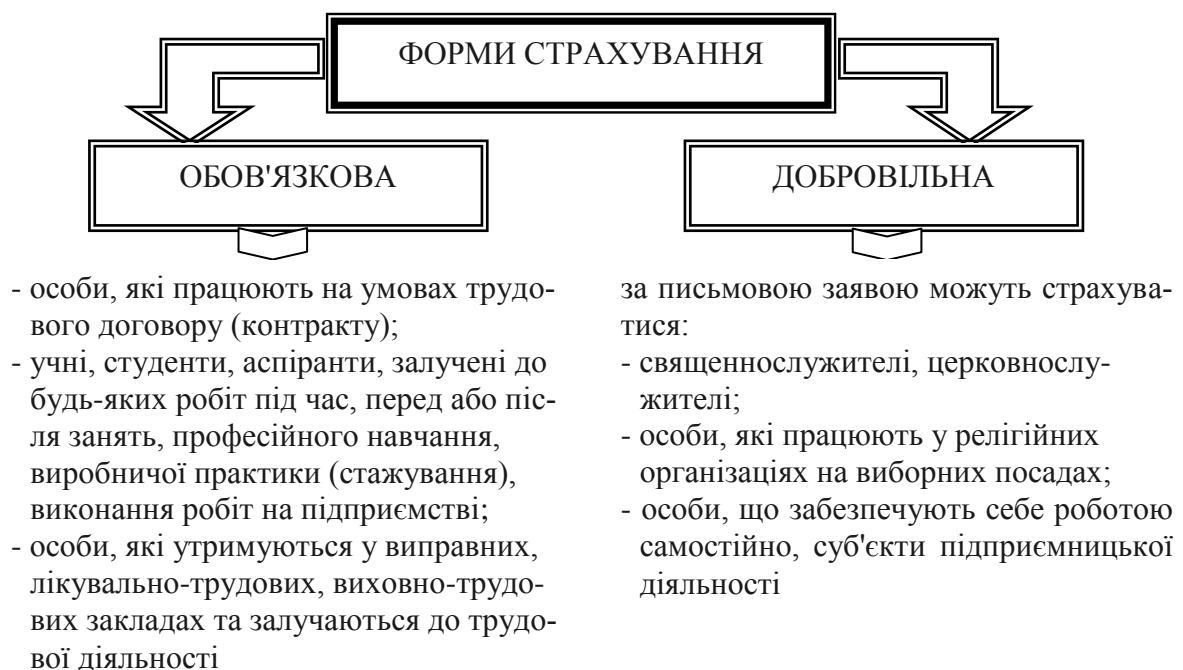 ФОРМИ СТРАХУВАННЯ
ОБОВ'ЯЗКОВА
- особи, які працюють на умовах трудо-
вого договору (контракту);
- учні, студенти, аспіранти, залучені до
будь-яких робіт під час, перед або піс-
ля занять, професійного навчання,
виробничої практики (стажування),
виконання робіт на підприємстві;
- особи, які утримуються у виправних,
лікувально-трудових, виховно-трудо-
вих закладах та залучаються до трудо-
вої діяльності
ДОБРОВІЛЬНА
за письмовою заявою можуть страхува-
тися:
- священнослужителі, церковнослу-
жителі;
- особи, які працюють у релігійних
організаціях на виборних посадах;
- особи, що забезпечують себе роботою
самостійно, суб'єкти підприємницької
діяльності